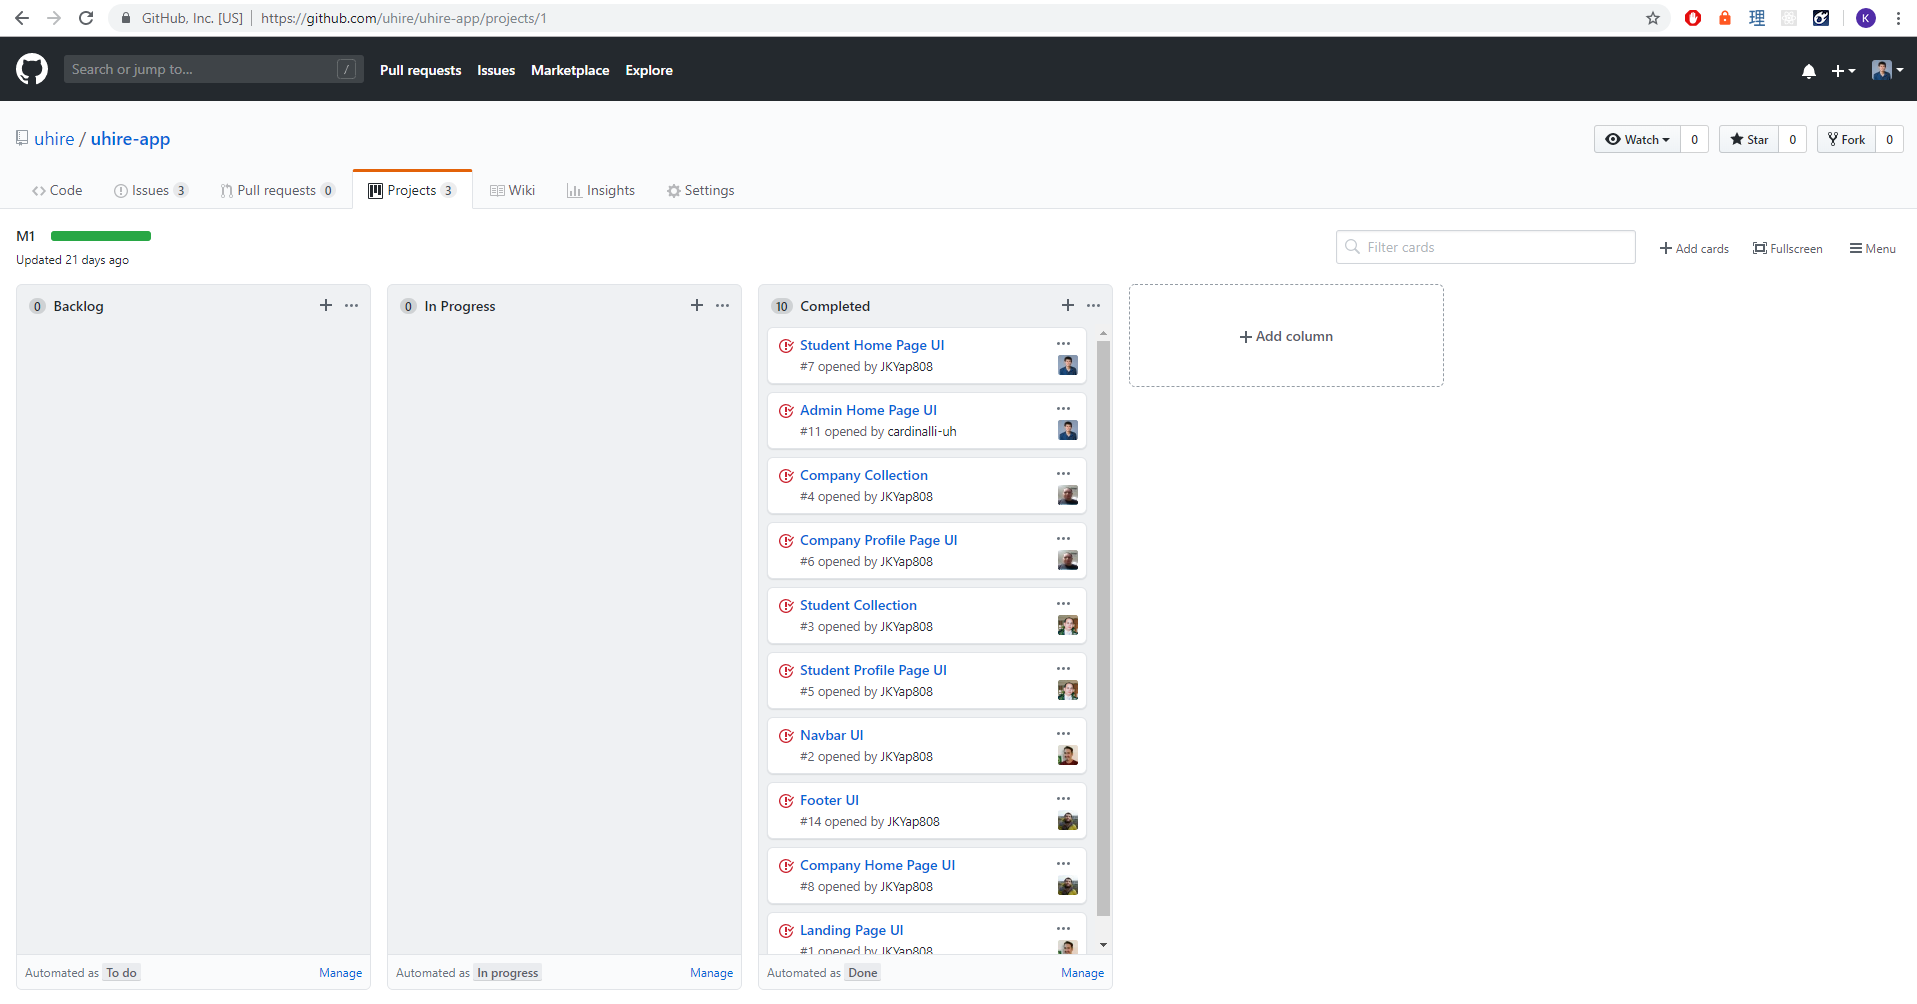 GitHub, Inc. [US] | https://github.com/uhire/uhire-app/projects/1
理
K
Search or jump to...
/
Pull requests
Issues
Marketplace
Explore
uhire / uhire-app
Watch
0
Star
0
Fork
0
Code
Issues 3
Pull requests 0
Projects 3
Wiki
Insights
Settings
M1
Updated 21 days ago
Filter cards
Add cards
Fullscreen
Menu
0 Backlog
Automated as To do
Manage
0 In Progress
Automated as In progress
Manage
10 Completed
Student Home Page UI
#7 opened by JKYap808
Admin Home Page UI
#11 opened by cardinalli-uh
Company Collection
#4 opened by JKYap808
Company Profile Page UI
#6 opened by JKYap808
Student Collection
#3 opened by JKYap808
Student Profile Page UI
#5 opened by JKYap808
Navbar UI
#2 opened by JKYap808
Footer UI
#14 opened by JKYap808
Company Home Page UI
#8 opened by JKYap808
Landing Page UI
#1 opened by JKYap808
Automated as Done
Manage
Add column